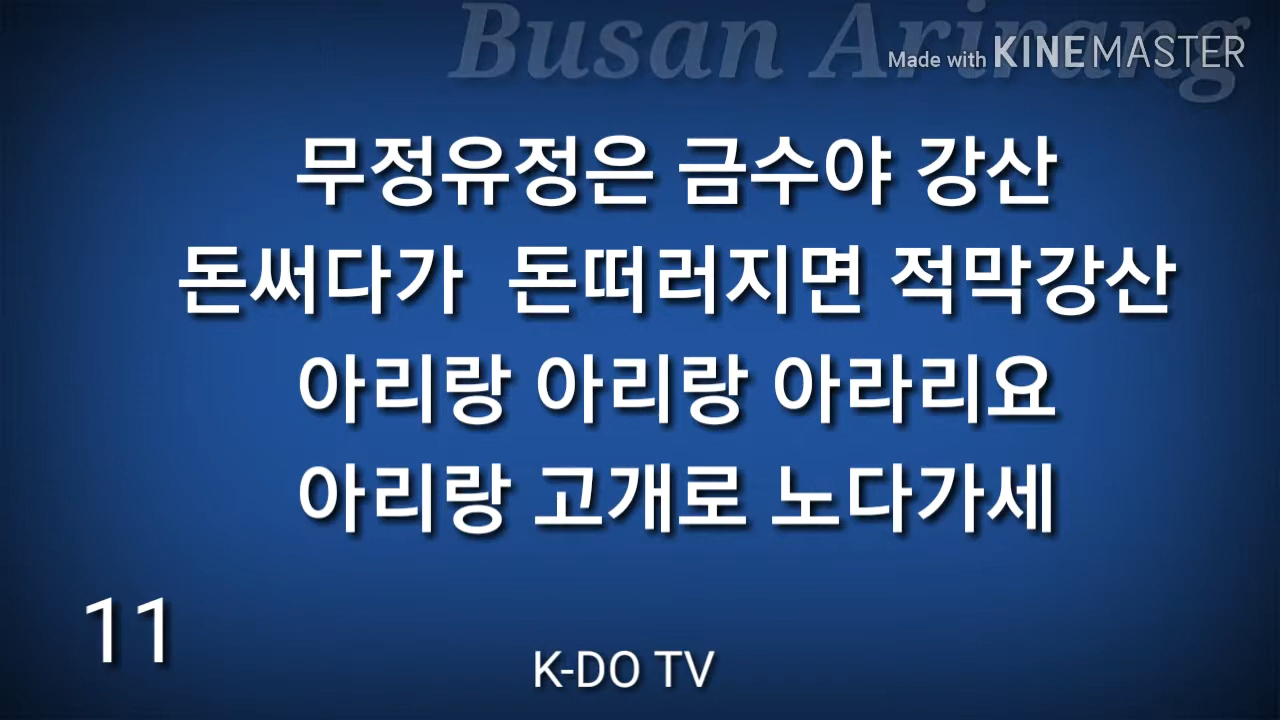 Busan Arirang
Made with KINEMASTER
무정유정은 금수야 강산
돈써다가 돈떠러지면 적막강산
아리랑 아리랑 아라리요
아리랑 고개로 노다가세
11
K-DO TV